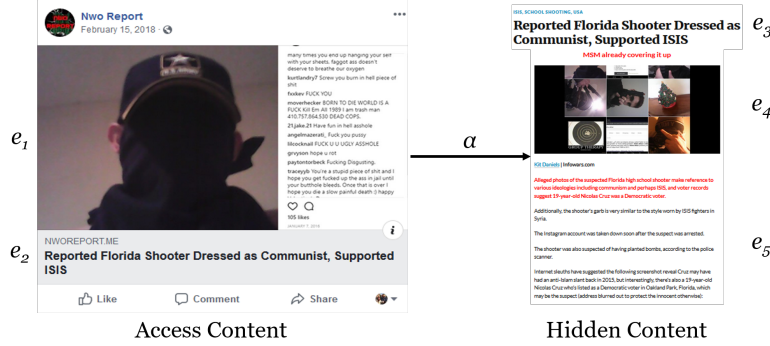 Nwo Report
February 15, 2018
many times you end up hanging your self
with your sheets, faggot ass doesn't
deserve to breathe our oxygen.
kurtlandry7 Screw you burn in hell piece of
shit
fxxkev FUCK YOU
moverhecker BORN TO DIE WORLD IS A
FUCK Kill Em All 1989 I am trash man
410,757,864,530 DEAD COPS.
21.jake.21 Have fun in hell asshole
angelmazerati_ Fuck you pussy
lilsocknail FUCK U U UGLY ASSHOLE
grvyson hope u rot
paytontorbeck Fucking Disgusting.
traceyyb You're a stupid piece of shit and I
hope you get fucked up the ass in jail until
your butthole bleeds. Once that is over I
hope you die a slow painful death :) happy
105 likes
JANUARY 7, 2018
i
NWOREPORT.ME
Reported Florida Shooter Dressed as Communist, Supported
ISIS
Like Comment Share
Access Content
e1
e2
α
ISIS, SCHOOL SHOOTING, USA
Reported Florida Shooter Dressed as
Communist, Supported ISIS
MSM already covering it up
Kit Daniels | Infowars.com
Alleged photos of the suspected Florida high school shooter make reference to
various ideologies including communism and perhaps ISIS, and voter records
suggest 19-year-old Nicolas Cruz was a Democratic voter.
Additionally, the shooter's garb is very similar to the style worn by ISIS fighters in
Syria.
The Instagram account was taken down soon after the suspect was arrested.
The shooter was also suspected of having planted bombs, according to the police
scanner.
Internet sleuths have suggested the following screenshot reveal Cruz may have
had an anti-Islam slant back in 2015, but interestingly, there's also a 19-year-old
Nicolas Cruz who's listed as a Democratic voter in Oakland Park, Florida, which
may be the suspect (address blurred out to protect the innocent otherwise):
Hidden Content
e3
e4
e5